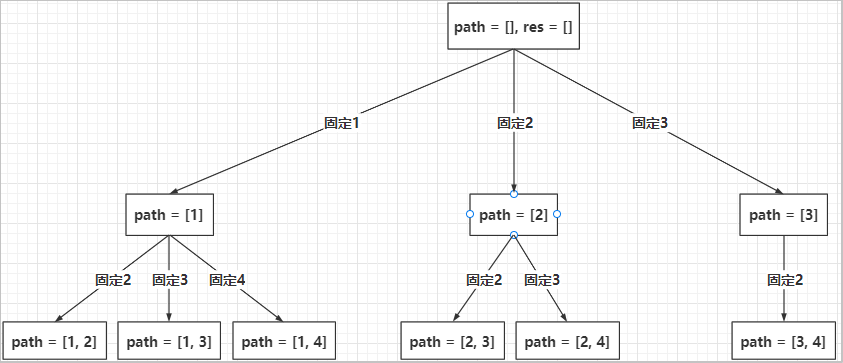 path = [], res = []
固定1
固定2
固定3
path = [1]
path = [2]
path = [3]
固定2
固定3
固定4
固定2
固定3
固定2
path = [1, 2]
path = [1, 3]
path = [1, 4]
path = [2, 3]
path = [2, 4]
path = [3, 4]